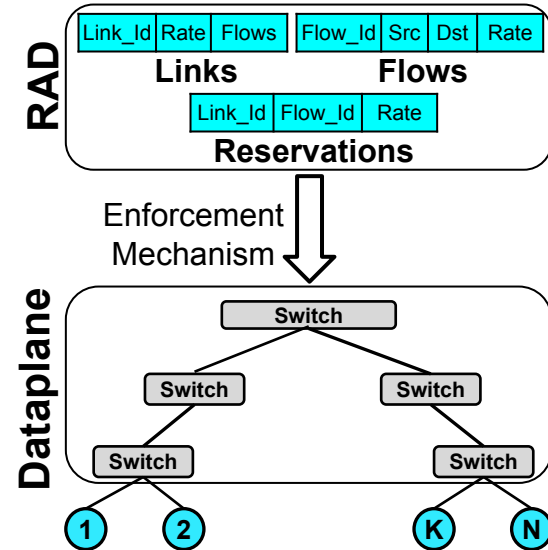 RAD
Link_Id Rate Flows Flow_Id Src Dst Rate
Links Flows
Link_Id Flow_Id Rate
Reservations
Enforcement
Mechanism
Dataplane
Switch
Switch Switch
Switch Switch
1 2 K N